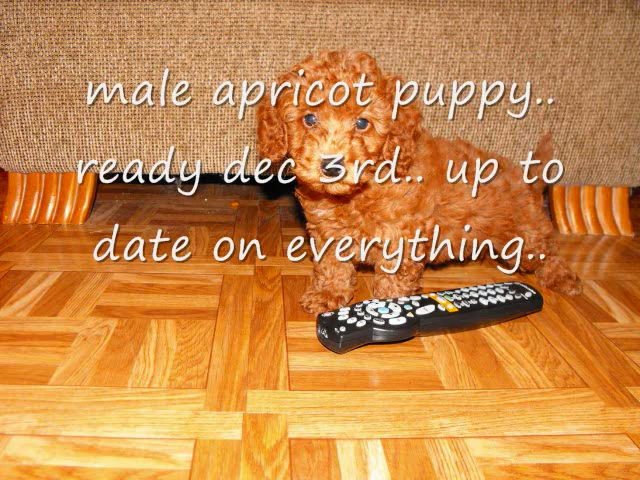 male apricot puppy..
ready dec 3rd.. up to
date on everything..